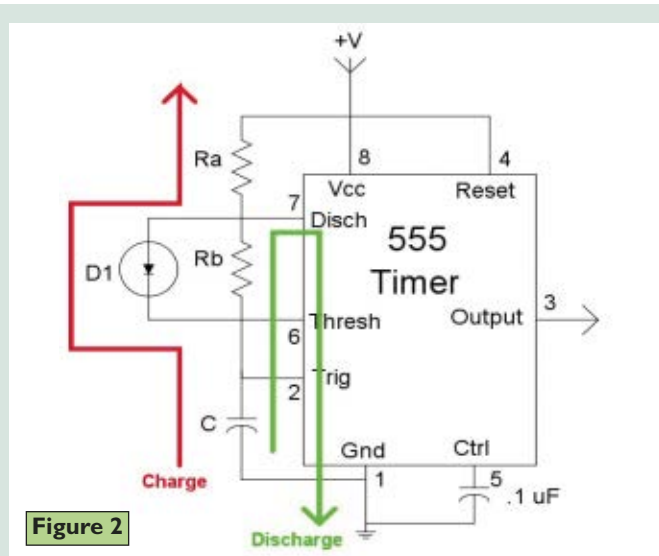 +V
Ra
8
4
Vcc
Reset
7
Disch
555
Timer
Rb
D1
3
Thresh
Output
6
Trig
2
C
Gnd
Ctrl
1
5
.1 uF
Charge
Discharge
Figure 2